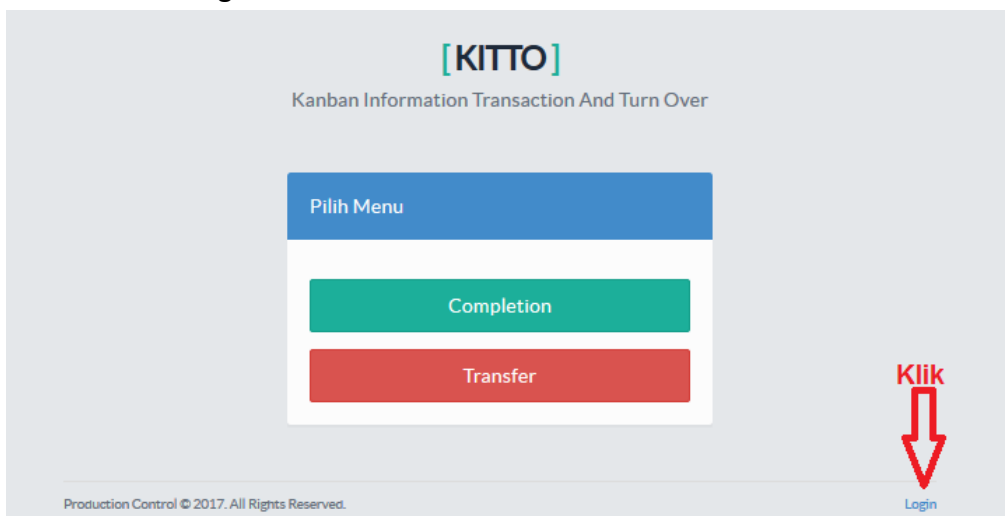 [KITTO]
Kanban Information Transaction And Turn Over
Pilih Menu
Completion
Transfer
Klik
Production Control © 2017. All Rights Reserved.
Login